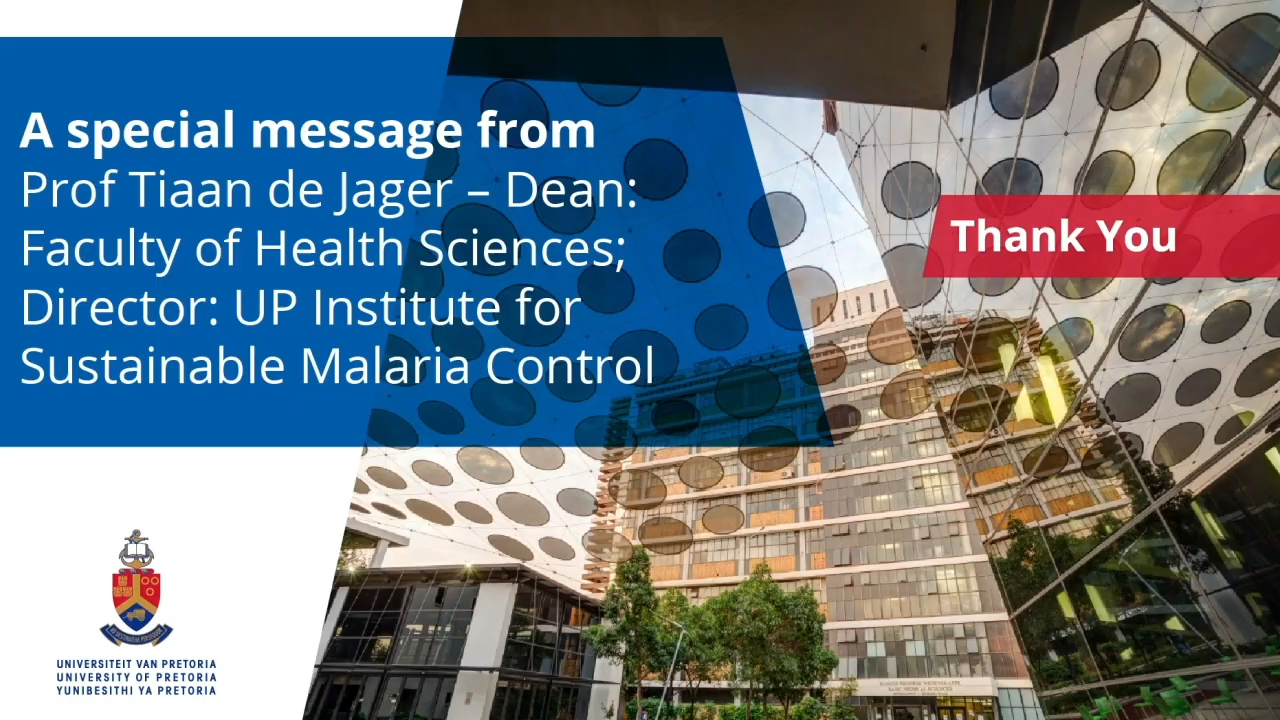 A special message from
Prof Tiaan de Jager – Dean:
Faculty of Health Sciences;
Director: UP Institute for
Sustainable Malaria Control
Thank You
UNIVERSITEIT VAN PRETORIA
UNIVERSITY OF PRETORIA
YUNIBESITHI YA PRETORIA